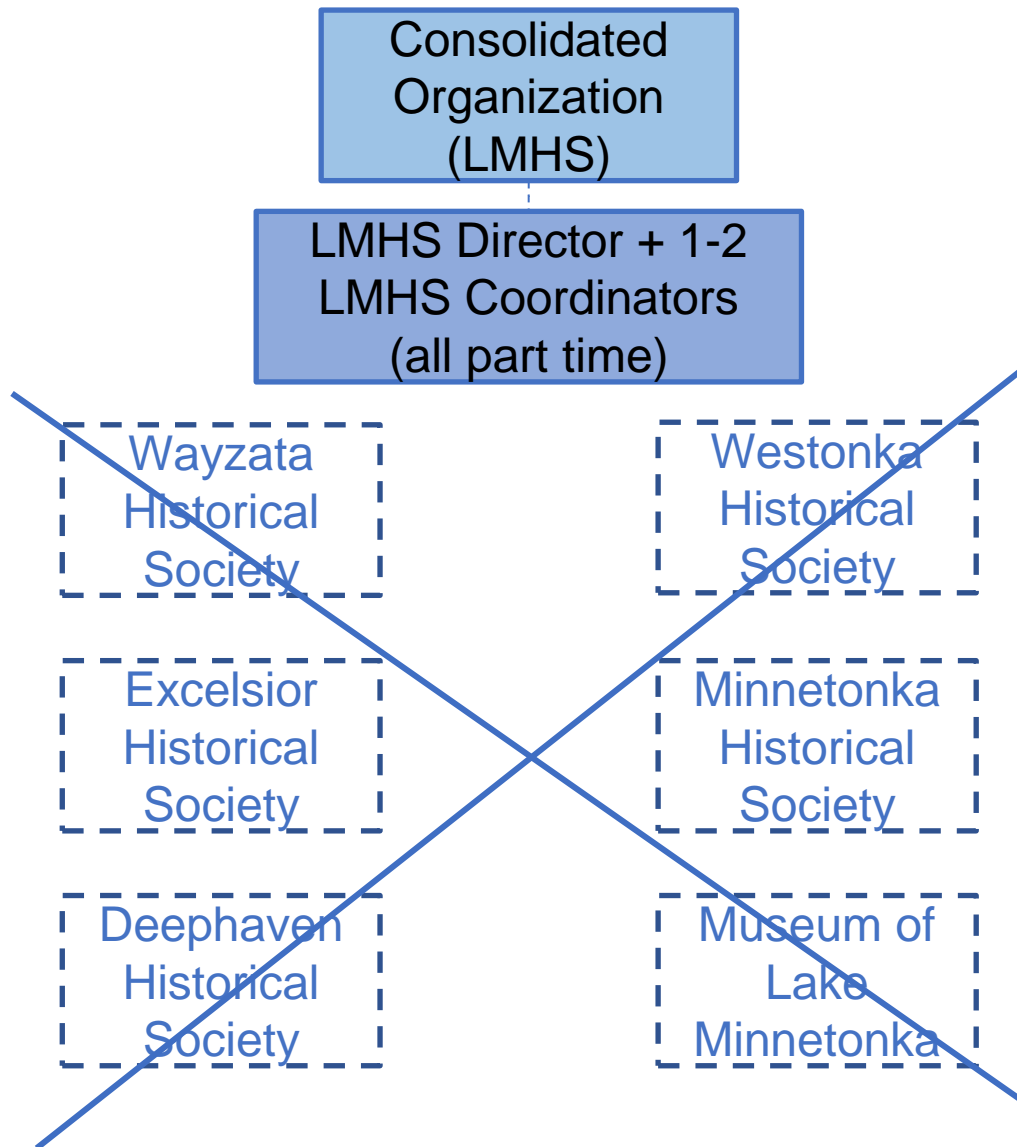 Consolidated
Organization
(LMHS)
LMHS Director + 1-2
LMHS Coordinators
(all part time)
Wayzata
Historical
Society
Westonka
Historical
Society
Excelsior
Historical
Society
Minnetonka
Historical
Society
Deephaven
Historical
Society
Museum of
Lake
Minnetonka